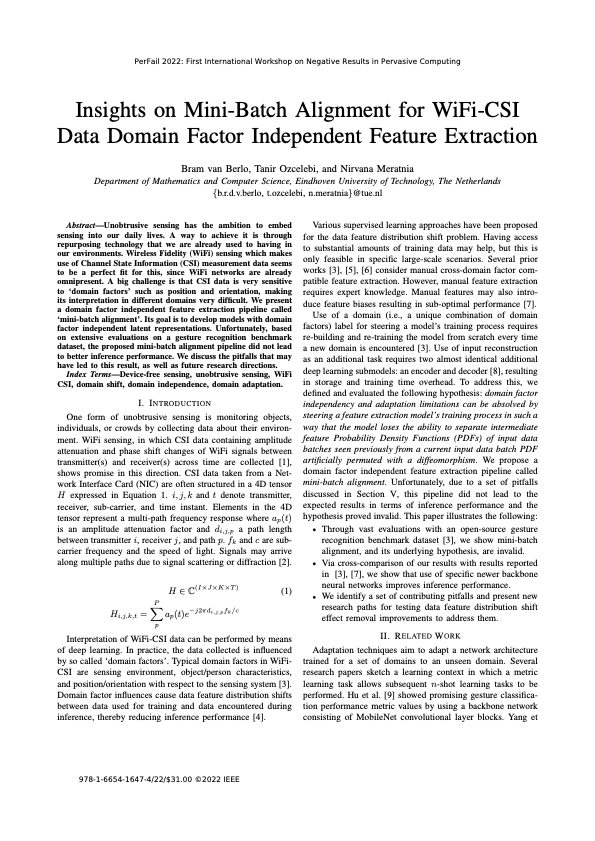 PerFail 2022: First International Workshop on Negative Results in Pervasive Computing
Insights on Mini-Batch Alignment for WiFi-CSI
Data Domain Factor Independent Feature Extraction
Bram van Berlo, Tanir Ozcelebi, and Nirvana Meratnia
Department of Mathematics and Computer Science, Eindhoven University of Technology, The Netherlands
{b.r.d.v.berlo, t.ozcelebi, n.meratnia}@tue.nl
Abstract—Unobtrusive sensing has the ambition to embed
sensing into our daily lives. A way to achieve it is through
repurposing technology that we are already used to having in
our environments. Wireless Fidelity (WiFi) sensing which makes
use of Channel State Information (CSI) measurement data seems
to be a perfect fit for this, since WiFi networks are already
omnipresent. A big challenge is that CSI data is very sensitive
to 'domain factors' such as position and orientation, making
its interpretation in different domains very difficult. We present
a domain factor independent feature extraction pipeline called
'mini-batch alignment'. Its goal is to develop models with domain
factor independent latent representations. Unfortunately, based
on extensive evaluations on a gesture recognition benchmark
dataset, the proposed mini-batch alignment pipeline did not lead
to better inference performance. We discuss the pitfalls that may
have led to this result, as well as future research directions.
Index Terms—Device-free sensing, unobtrusive sensing, WiFi
CSI, domain shift, domain independence, domain adaptation.
I. INTRODUCTION
One form of unobtrusive sensing is monitoring objects,
individuals, or crowds by collecting data about their environ-
ment. WiFi sensing, in which CSI data containing amplitude
attenuation and phase shift changes of WiFi signals between
transmitter(s) and receiver(s) across time are collected [1],
shows promise in this direction. CSI data taken from a Net-
work Interface Card (NIC) are often structured in a 4D tensor
H expressed in Equation 1. i, j, k and t denote transmitter,
receiver, sub-carrier, and time instant. Elements in the 4D
tensor represent a multi-path frequency response where a_p(t)
is an amplitude attenuation factor and d_{i,j,p} a path length
between transmitter i, receiver j, and path p. f_k and c are sub-
carrier frequency and the speed of light. Signals may arrive
along multiple paths due to signal scattering or diffraction [2].
H ∈ ℂ^{(I×J×K×T)} (1)
H_{i,j,k,t} = ∑_p^P a_p(t)e^{−j2πd_{i,j,p}f_k/c}
Interpretation of WiFi-CSI data can be performed by means
of deep learning. In practice, the data collected is influenced
by so called 'domain factors'. Typical domain factors in WiFi-
CSI are sensing environment, object/person characteristics,
and position/orientation with respect to the sensing system [3].
Domain factor influences cause data feature distribution shifts
between data used for training and data encountered during
inference, thereby reducing inference performance [4].
Various supervised learning approaches have been proposed
for the data feature distribution shift problem. Having access
to substantial amounts of training data may help, but this is
only feasible in specific large-scale scenarios. Several prior
works [3], [5], [6] consider manual cross-domain factor com-
patible feature extraction. However, manual feature extraction
requires expert knowledge. Manual features may also intro-
duce feature biases resulting in sub-optimal performance [7].
Use of a domain (i.e., a unique combination of domain
factors) label for steering a model's training process requires
re-building and re-training the model from scratch every time
a new domain is encountered [3]. Use of input reconstruction
as an additional task requires two almost identical additional
deep learning submodels: an encoder and decoder [8], resulting
in storage and training time overhead. To address this, we
defined and evaluated the following hypothesis: domain factor
independency and adaptation limitations can be absolved by
steering a feature extraction model's training process in such a
way that the model loses the ability to separate intermediate
feature Probability Density Functions (PDFs) of input data
batches seen previously from a current input data batch PDF
artificially permuted with a diffeomorphism. We propose a
domain factor independent feature extraction pipeline called
mini-batch alignment. Unfortunately, due to a set of pitfalls
discussed in Section V, this pipeline did not lead to the
expected results in terms of inference performance and the
hypothesis proved invalid. This paper illustrates the following:
• Through vast evaluations with an open-source gesture
recognition benchmark dataset [3], we show mini-batch
alignment, and its underlying hypothesis, are invalid.
• Via cross-comparison of our results with results reported
in [3], [7], we show that use of specific newer backbone
neural networks improves inference performance.
• We identify a set of contributing pitfalls and present new
research paths for testing data feature distribution shift
effect removal improvements to address them.
II. RELATED WORK
Adaptation techniques aim to adapt a network architecture
trained for a set of domains to an unseen domain. Several
research papers sketch a learning context in which a metric
learning task allows subsequent n-shot learning tasks to be
performed. Hu et al. [9] showed promising gesture classifica-
tion performance metric values by using a backbone network
consisting of MobileNet convolutional layer blocks. Yang et
978-1-6654-1647-4/22/$31.00 ©2022 IEEE